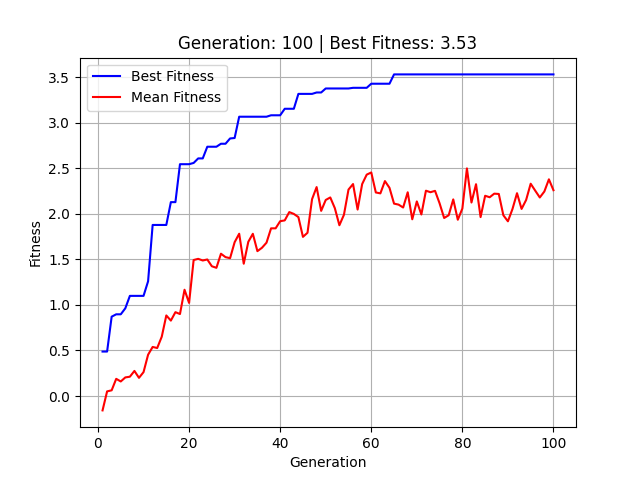 Generation: 100 | Best Fitness: 3.53
Best Fitness
Mean Fitness
Fitness
3.5
3.0
2.5
2.0
1.5
1.0
0.5
0.0
0 20 40 60 80 100
Generation